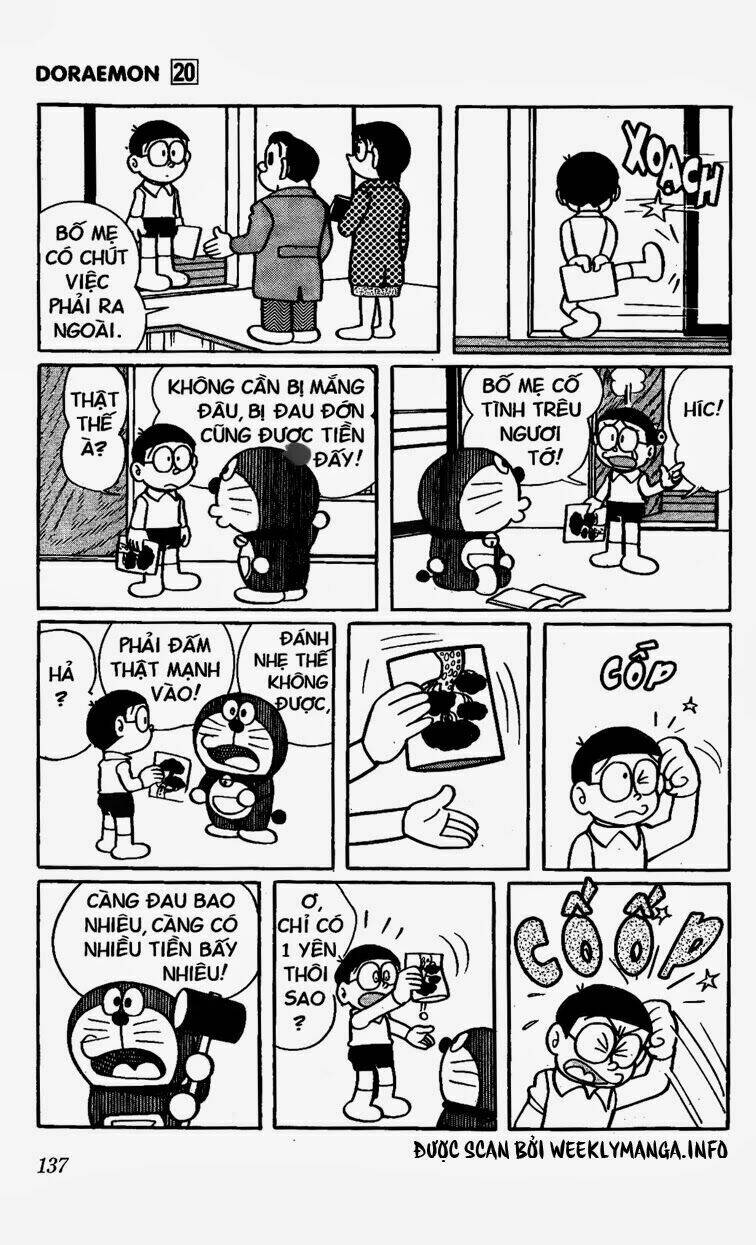 DORAEMON 20
BỐ MẸ
CÓ CHÚT
VIỆC
PHẢI RA
NGOÀI.
XOẠCH
THẬT
THẾ
À?
KHÔNG CẦN BỊ MẮNG
ĐÂU, BỊ ĐAU ĐỚN
CŨNG ĐƯỢC TIỀN
ĐẤY!
BỐ MẸ CỐ
TÌNH TRÊU
NGƯƠI
TỚ!
HÍC!
HẢ
?
PHẢI ĐẤM
THẬT MẠNH
VÀO!
ĐÁNH
NHẸ THẾ
KHÔNG
ĐƯỢC,
CỐP
CÀNG ĐAU BAO
NHIÊU, CÀNG CÓ
NHIỀU TIỀN BẤY
NHIÊU!
Ơ,
CHỈ CÓ
1 YÊN
THÔI
SAO
?
CỐỐP
137
ĐƯỢC SCAN BỞI WEEKLYMANGA.INFO